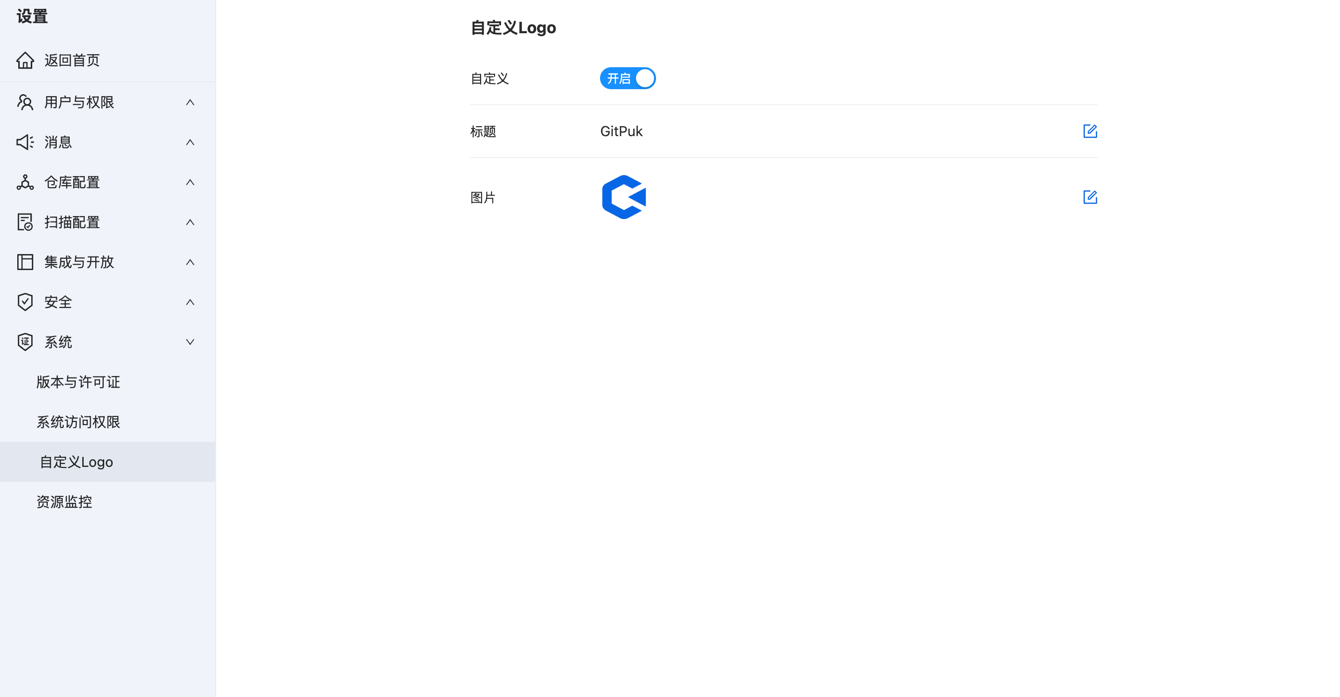 设置
返回首页
用户与权限
消息
仓库配置
扫描配置
集成与开放
安全
系统
版本与许可证
系统访问权限
自定义Logo
资源监控
自定义Logo
自定义
开启
标题
GitPuk
图片